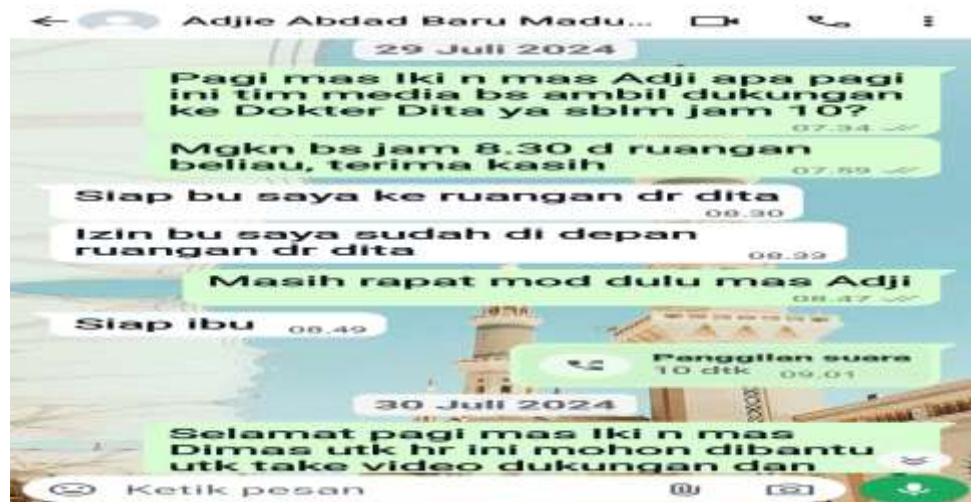 Adjie Abdad Baru Madu...
29 Juli 2024
Pagi mas Iki n mas Adji apa pagi
ini tim media bs ambil dukungan
ke Dokter Dita ya sblm jam 10?
07.34
Mgkn bs jam 8.30 d ruangan
beliau, terima kasih
07.59
Siap bu saya ke ruangan dr dita
08.30
Izin bu saya sudah di depan
ruangan dr dita
08.33
Masih rapat mod dulu mas Adji
08.47
Siap ibu 08.49
Panggilan suara
10 dtk 09.01
30 Juli 2024
Selamat pagi mas Iki n mas
Dimas utk hr ini mohon dibantu
utk take video dukungan dan
Ketik pesan